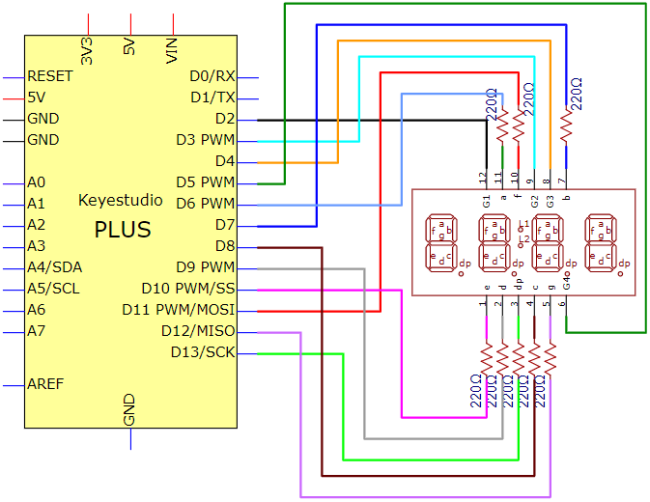 3V3
5V
VIN
RESET
5V
GND
GND
A0
A1
A2
A3
A4/SDA
A5/SCL
A6
A7
AREF
GND
Keyestudio
PLUS
D0/RX
D1/TX
D2
D3 PWM
D4
D5 PWM
D6 PWM
D7
D8
D9 PWM
D10 PWM/SS
D11 PWM/MOSI
D12/MISO
D13/SCK
220Ω
220Ω
220Ω
12 11 10 9 8 7
G1 a f G2 G3 b
a a a a
f b f b f b f b
g g g g
L1
L2
e c e c e c e c
d d d d
dp dp dp dp
e d dp c g G4
1 2 3 4 5 6
220Ω
220Ω
220Ω
220Ω
220Ω